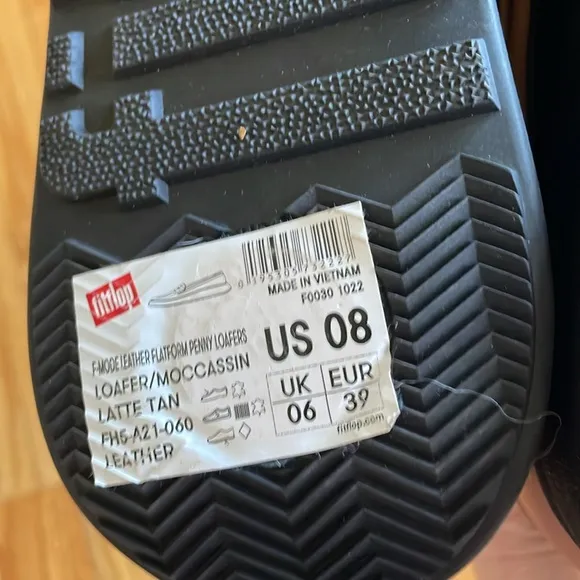 fitflop
MADE IN VIETNAM
F0030 1022
F-MODE LEATHER FLATFORM PENNY LOAFERS
LOAFER/MOCCASSIN
LATTE TAN
FH5-A21-060
LEATHER
US 08
UK EUR
06 39
fitflop.com